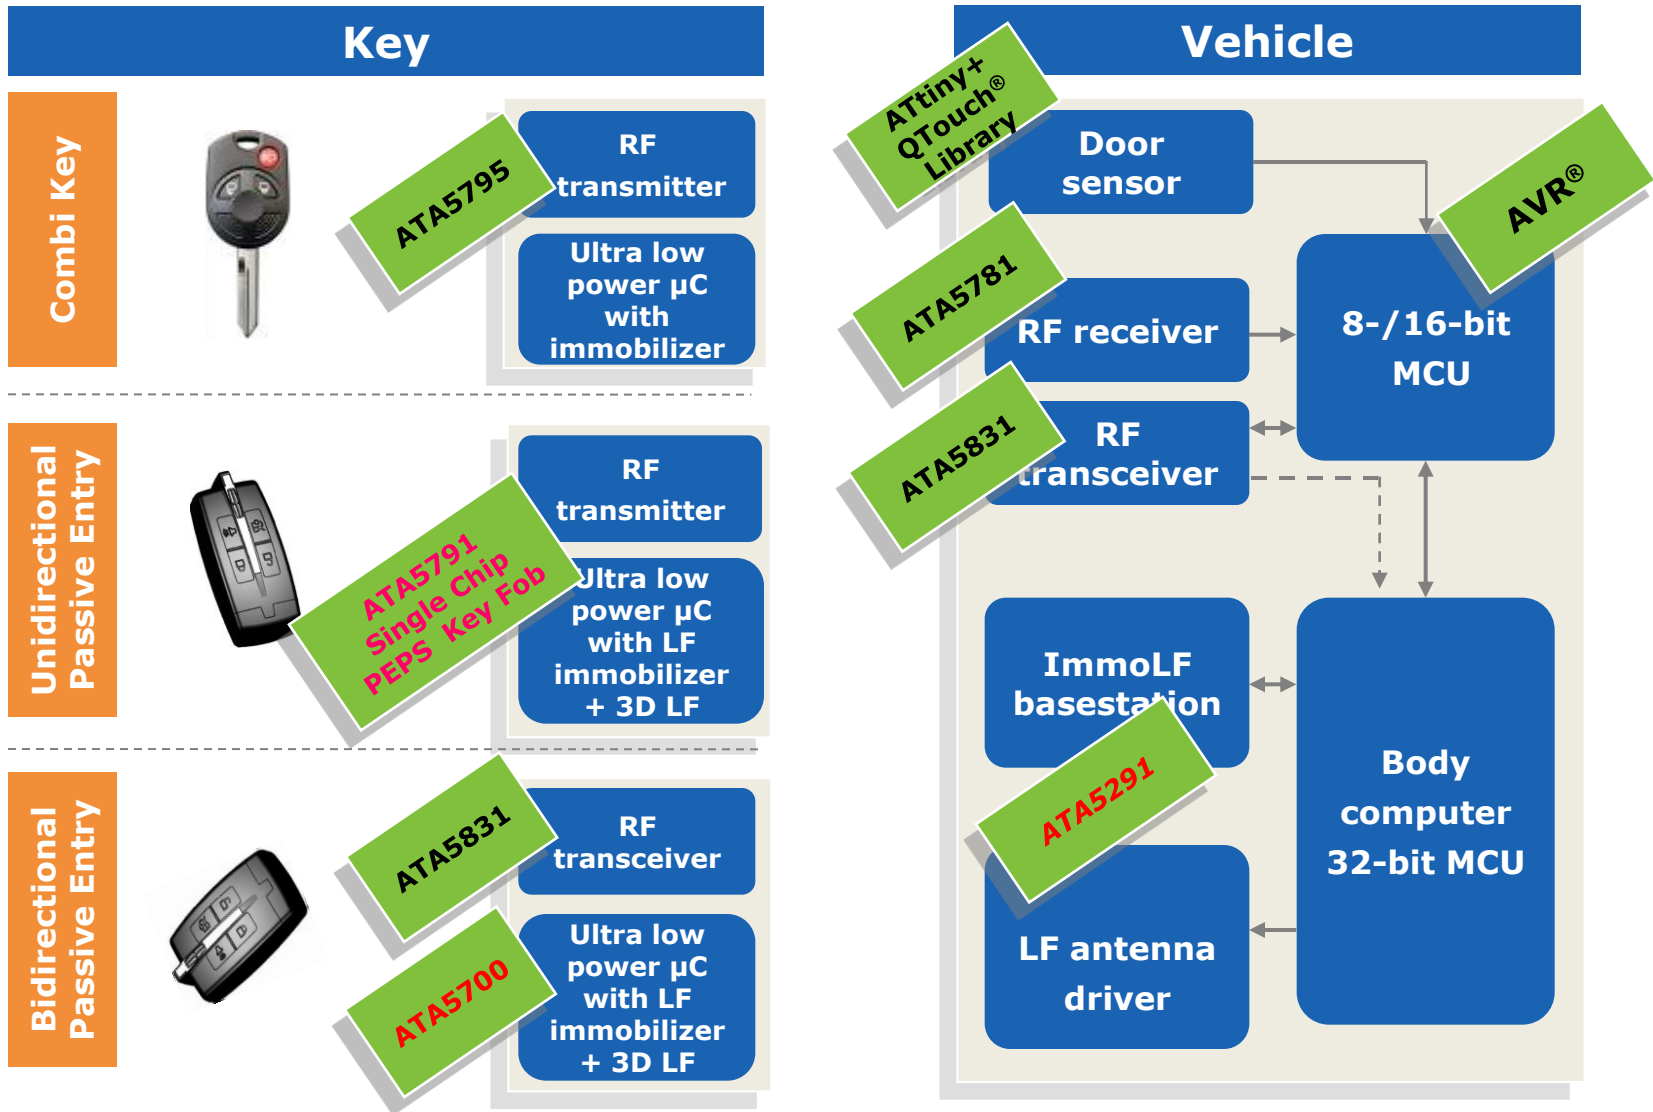 Key
Combi Key
ATA5795
RF
transmitter
Ultra low
power µC
with
immobilizer
Unidirectional
Passive Entry
ATA5791
Single Chip
PEPS Key Fob
RF
transmitter
Ultra low
power µC
with LF
immobilizer
+ 3D LF
Bidirectional
Passive Entry
ATA5831
RF
transceiver
ATA5700
Ultra low
power µC
with LF
immobilizer
+ 3D LF
Vehicle
ATtiny+
QTouch®
Library
Door
sensor
AVR®
ATA5781
RF receiver
8-/16-bit
MCU
ATA5831
RF
transceiver
ImmoLF
basestation
ATA5291
LF antenna
driver
Body
computer
32-bit MCU